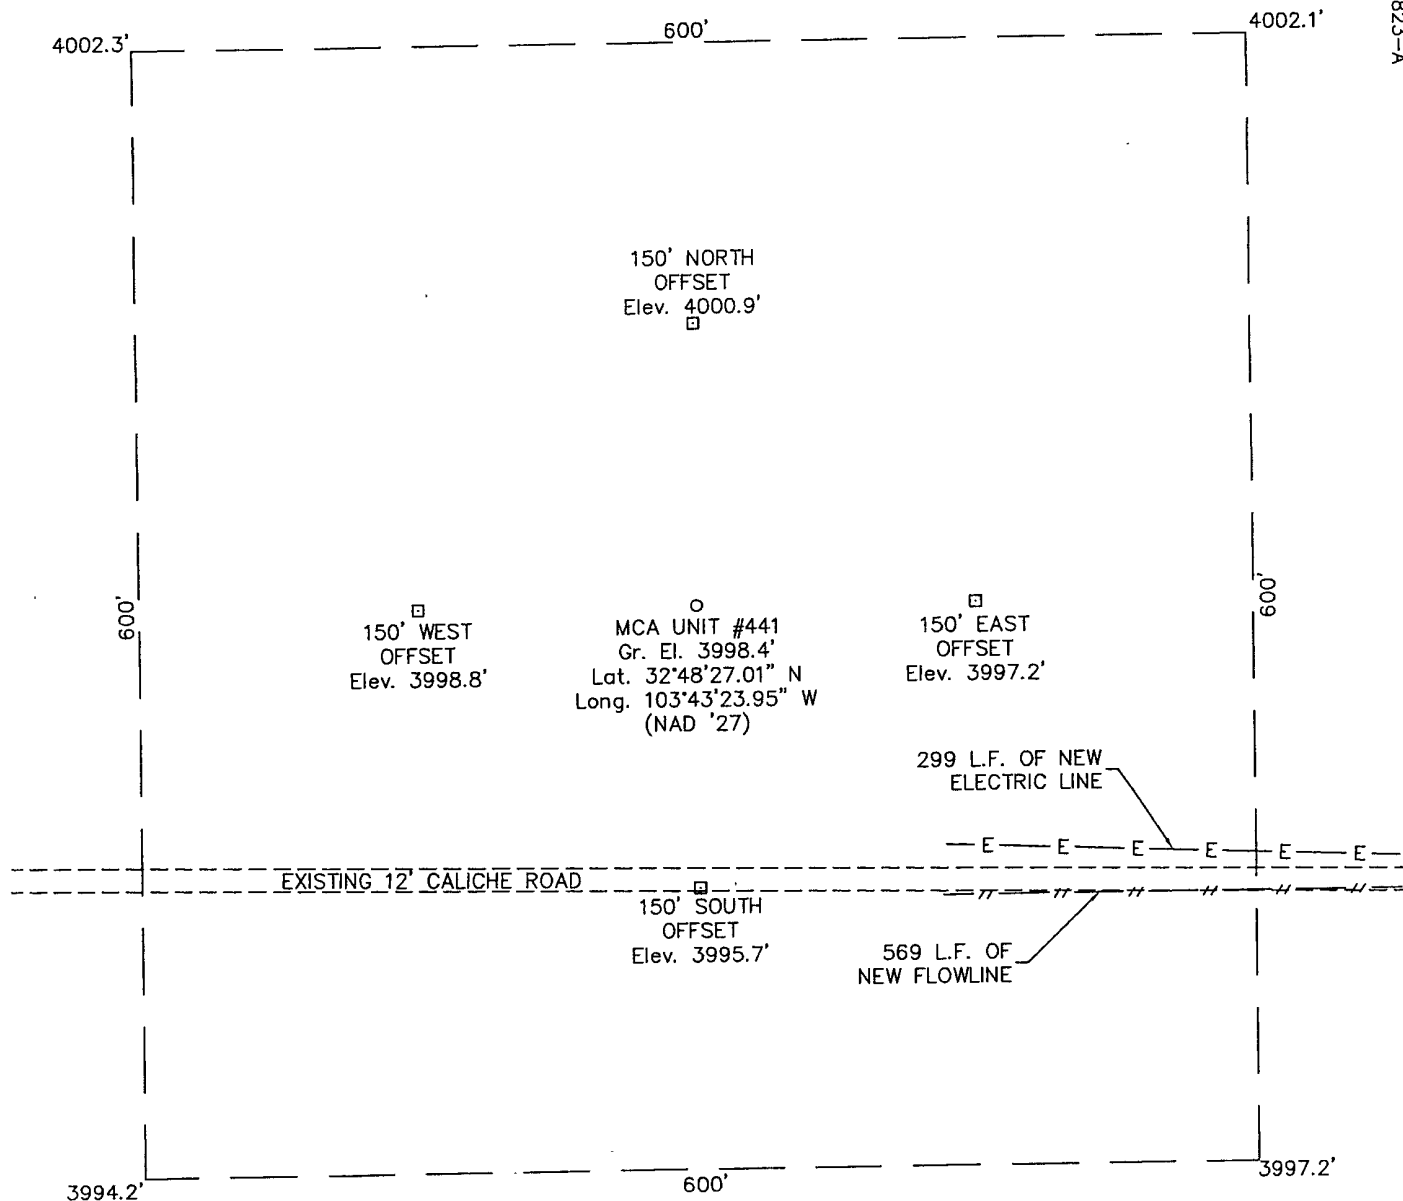 4002.3'
600'
4002.1'
823-A
150' NORTH
OFFSET
Elev. 4000.9'
600'
600'
150' WEST
OFFSET
Elev. 3998.8'
MCA UNIT #441
Gr. El. 3998.4'
Lat. 32°48'27.01" N
Long. 103°43'23.95" W
(NAD '27)
150' EAST
OFFSET
Elev. 3997.2'
299 L.F. OF NEW
ELECTRIC LINE
E E E E E E
EXISTING 12' CALICHE ROAD
150' SOUTH
OFFSET
Elev. 3995.7'
569 L.F. OF
NEW FLOWLINE
3994.2'
600'
3997.2'